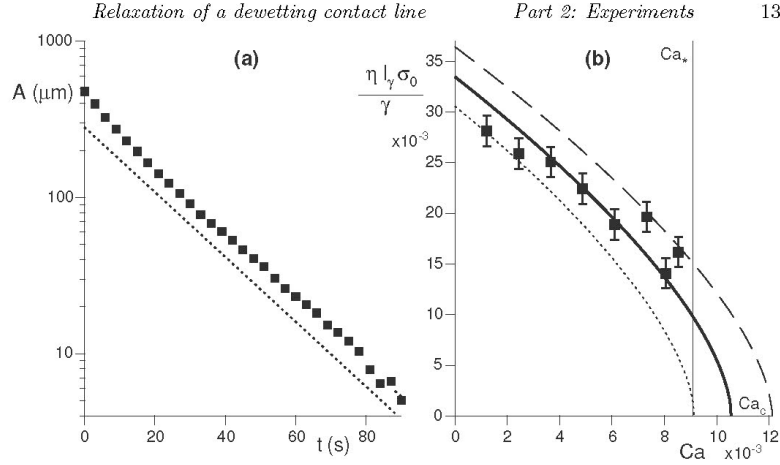 Relaxation of a dewetting contact line Part 2: Experiments 13
(a)
A (μm)
1000
100
10
0 20 40 60 80
t (s)
(b)
η l_γ σ_0 / γ
x10^-3
35
30
25
20
15
10
5
0
Ca_*
Ca_c
0 2 4 6 8 10 12
Ca x10^-3